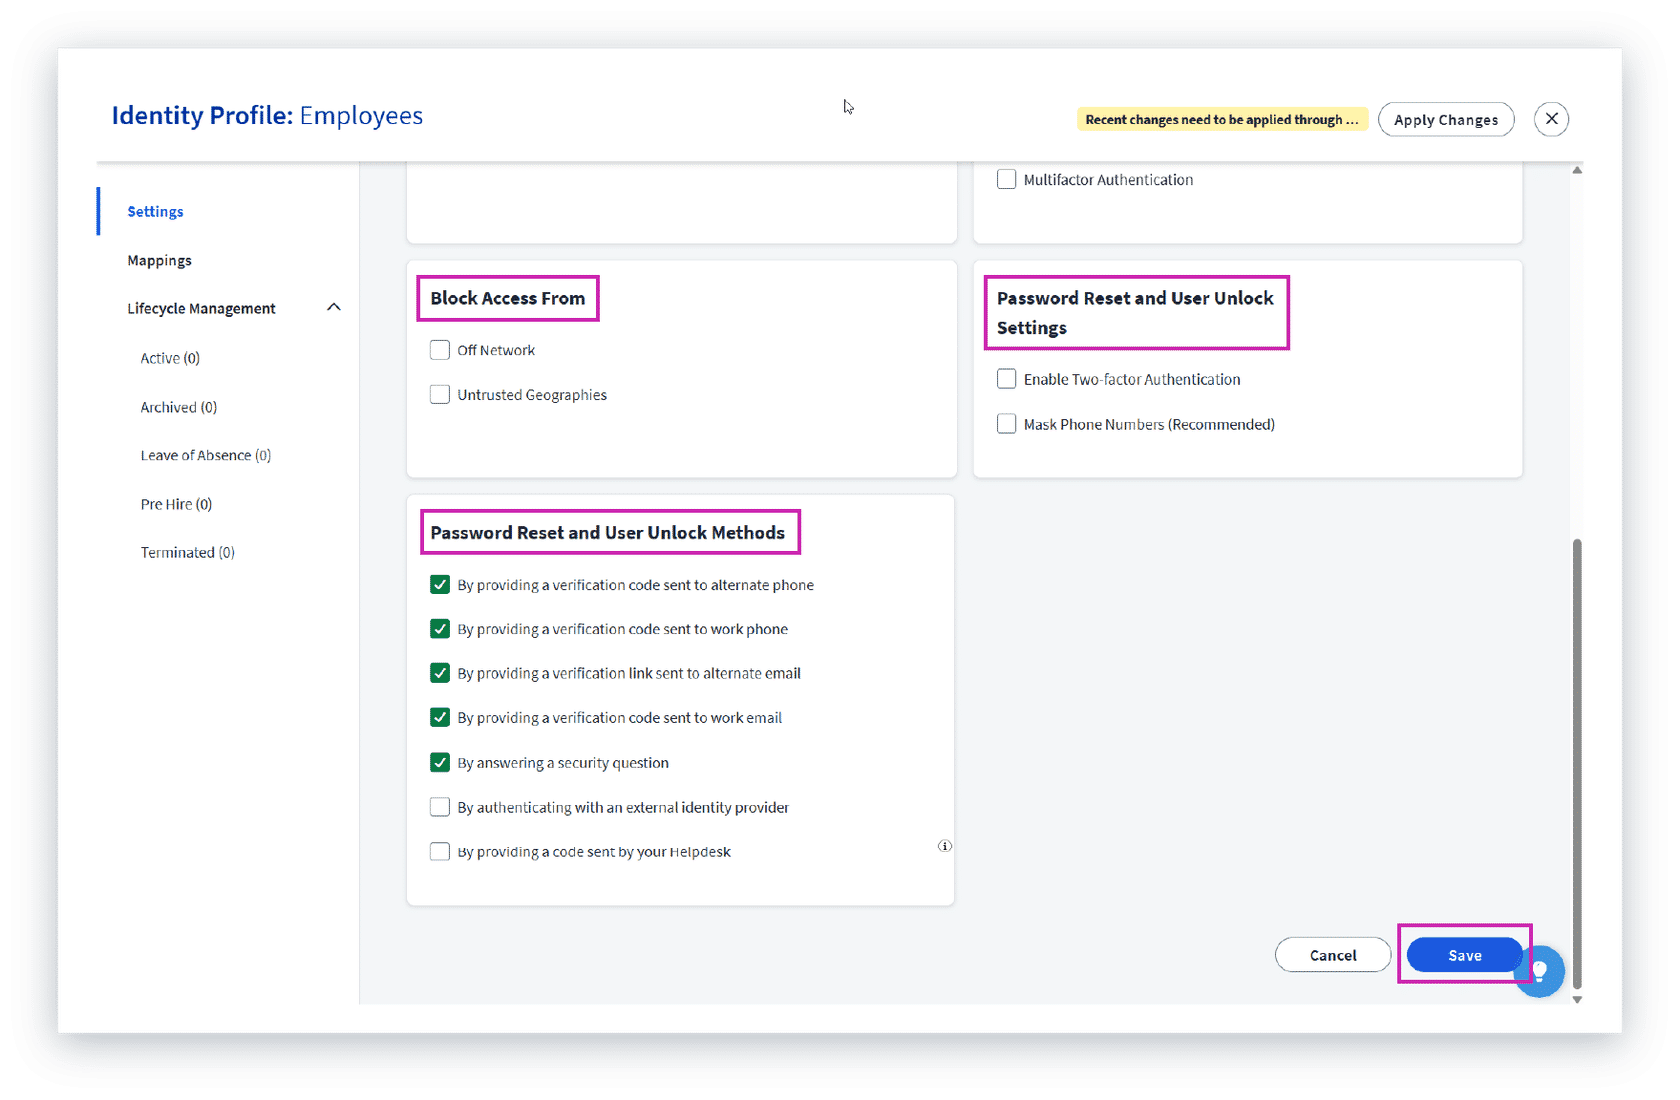 Identity Profile: Employees
Recent changes need to be applied through ...
Apply Changes
Settings
Mappings
Lifecycle Management
Active (0)
Archived (0)
Leave of Absence (0)
Pre Hire (0)
Terminated (0)
Multifactor Authentication
Block Access From
Off Network
Untrusted Geographies
Password Reset and User Unlock
Settings
Enable Two-factor Authentication
Mask Phone Numbers (Recommended)
Password Reset and User Unlock Methods
By providing a verification code sent to alternate phone
By providing a verification code sent to work phone
By providing a verification link sent to alternate email
By providing a verification code sent to work email
By answering a security question
By authenticating with an external identity provider
By providing a code sent by your Helpdesk
Cancel
Save